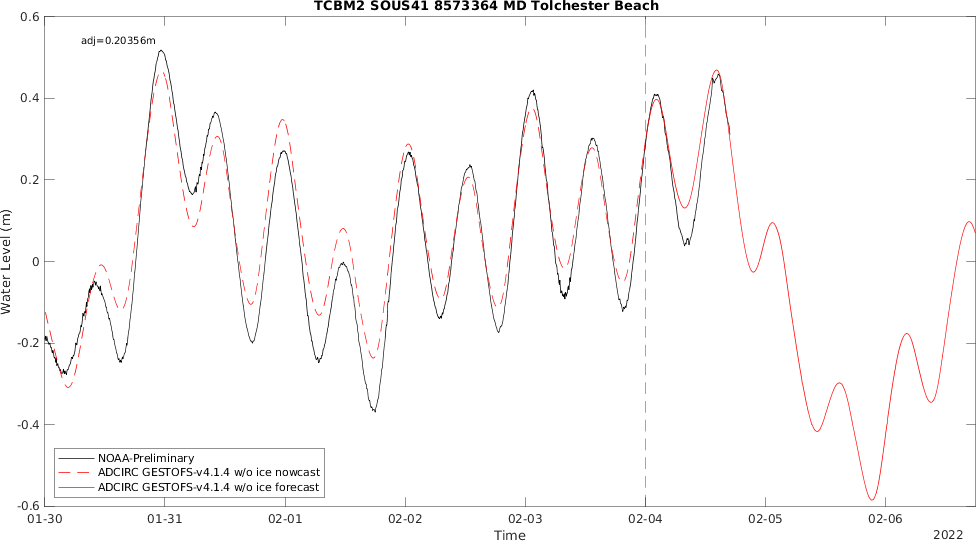 TCBM2 SOUS41 8573364 MD Tolchester Beach
adj=0.20356m
0.6
0.4
0.2
0
-0.2
-0.4
-0.6
Water Level (m)
NOAA-Preliminary
ADCIRC GESTOFS-v4.1.4 w/o ice nowcast
ADCIRC GESTOFS-v4.1.4 w/o ice forecast
01-30 01-31 02-01 02-02 02-03 02-04 02-05 02-06
Time
2022